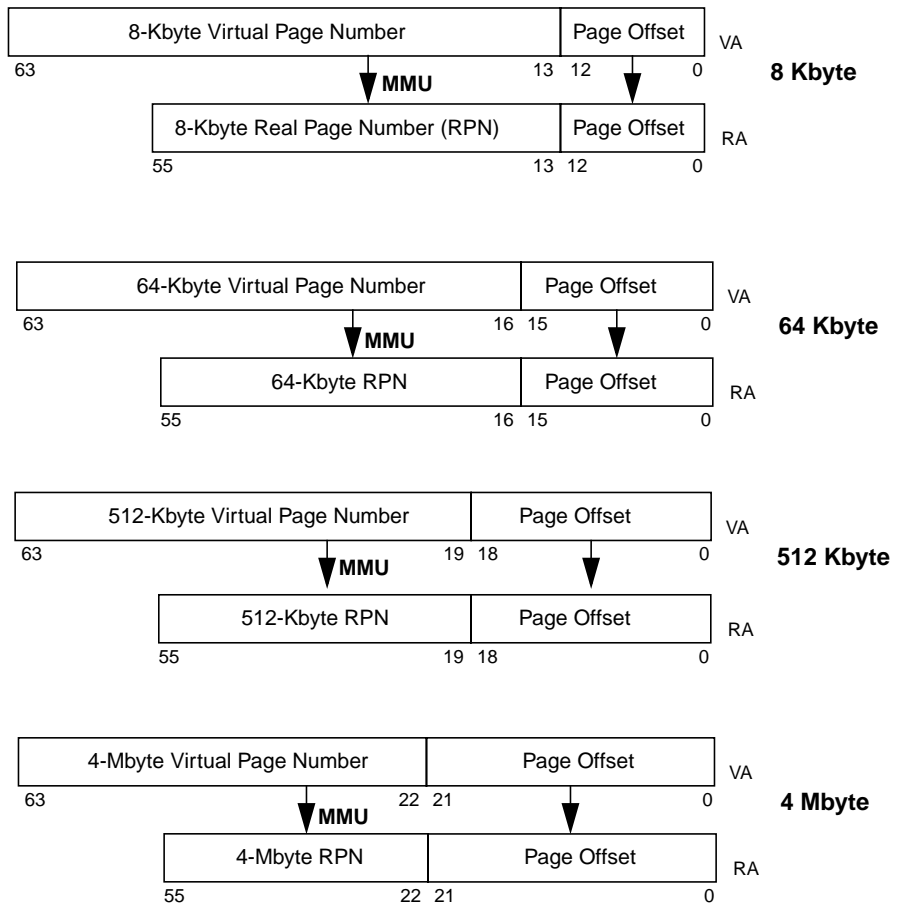 8-Kbyte Virtual Page Number Page Offset VA
63 13 12 0
8 Kbyte
MMU
8-Kbyte Real Page Number (RPN) Page Offset RA
55 13 12 0
64-Kbyte Virtual Page Number Page Offset VA
63 16 15 0
64 Kbyte
MMU
64-Kbyte RPN Page Offset RA
55 16 15 0
512-Kbyte Virtual Page Number Page Offset VA
63 19 18 0
512 Kbyte
MMU
512-Kbyte RPN Page Offset RA
55 19 18 0
4-Mbyte Virtual Page Number Page Offset VA
63 22 21 0
4 Mbyte
MMU
4-Mbyte RPN Page Offset RA
55 22 21 0